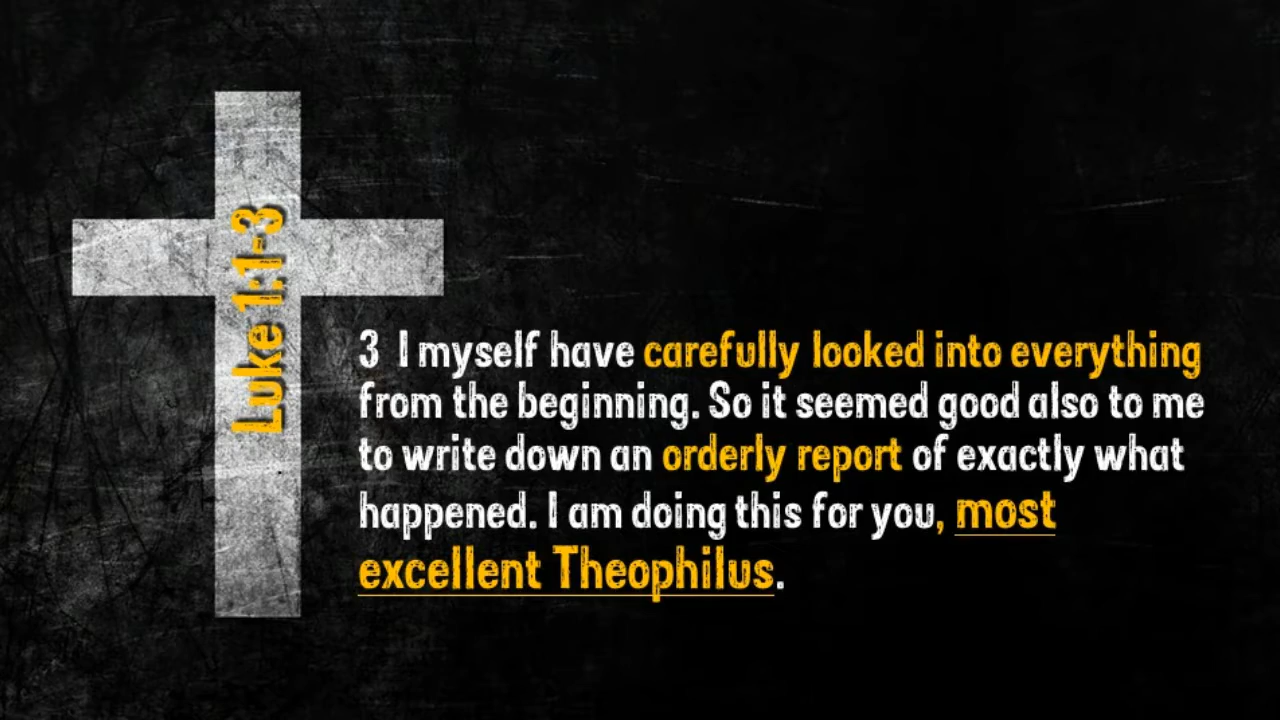 Luke 1:1-3
3 I myself have carefully looked into everything
from the beginning. So it seemed good also to me
to write down an orderly report of exactly what
happened. I am doing this for you, most
excellent Theophilus.